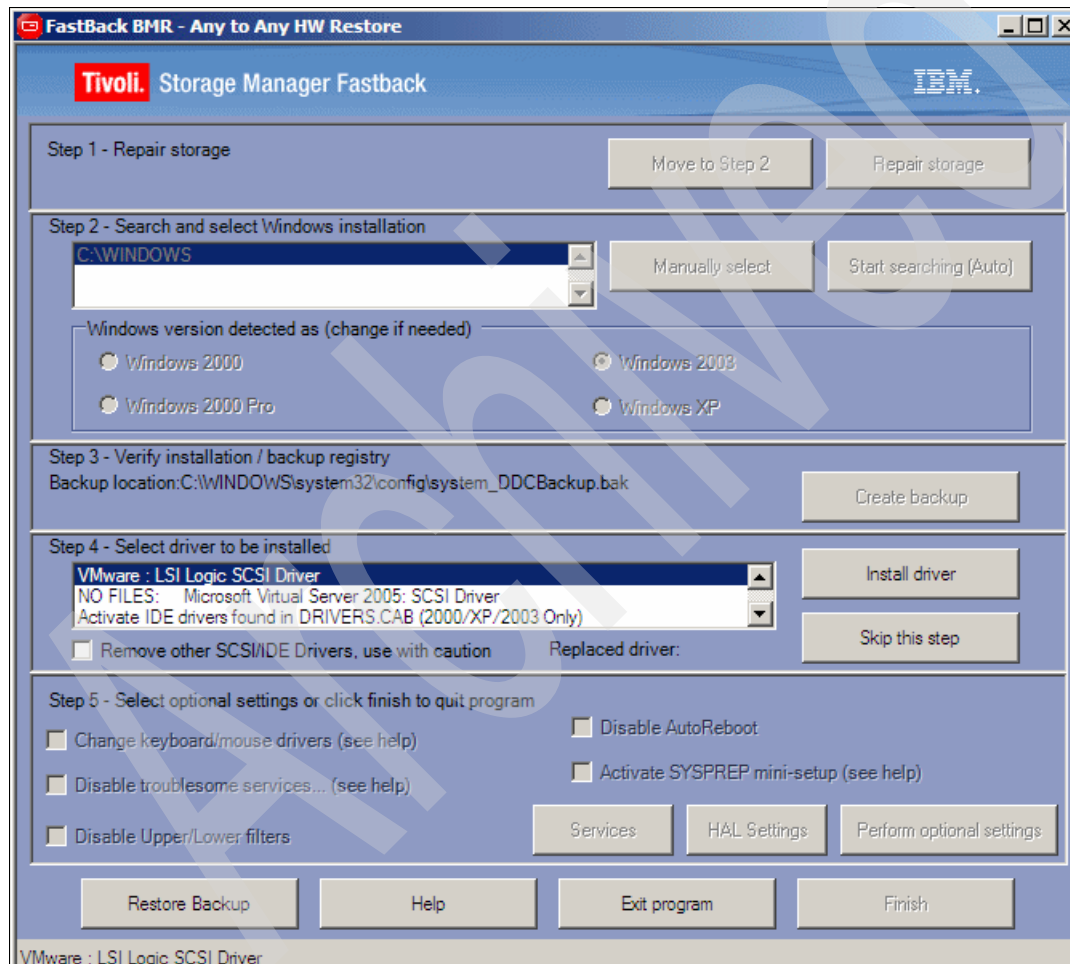 FastBack BMR - Any to Any HW Restore
Tivoli. Storage Manager Fastback
IBM.
Step 1 - Repair storage
Move to Step 2
Repair storage
Step 2 - Search and select Windows installation
C:\WINDOWS
Manually select
Start searching (Auto)
Windows version detected as (change if needed)
Windows 2000
Windows 2003
Windows 2000 Pro
Windows XP
Step 3 - Verify installation / backup registry
Backup location:C:\WINDOWS\system32\config\system_DDCBackup.bak
Create backup
Step 4 - Select driver to be installed
VMware : LSI Logic SCSI Driver
NO FILES: Microsoft Virtual Server 2005: SCSI Driver
Activate IDE drivers found in DRIVERS.CAB (2000/XP/2003 Only)
Install driver
Skip this step
Remove other SCSI/IDE Drivers, use with caution
Replaced driver:
Step 5 - Select optional settings or click finish to quit program
Change keyboard/mouse drivers (see help)
Disable AutoReboot
Disable troublesome services... (see help)
Activate SYSPREP mini-setup (see help)
Disable Upper/Lower filters
Services
HAL Settings
Perform optional settings
Restore Backup
Help
Exit program
Finish
VMware : LSI Logic SCSI Driver
Archived